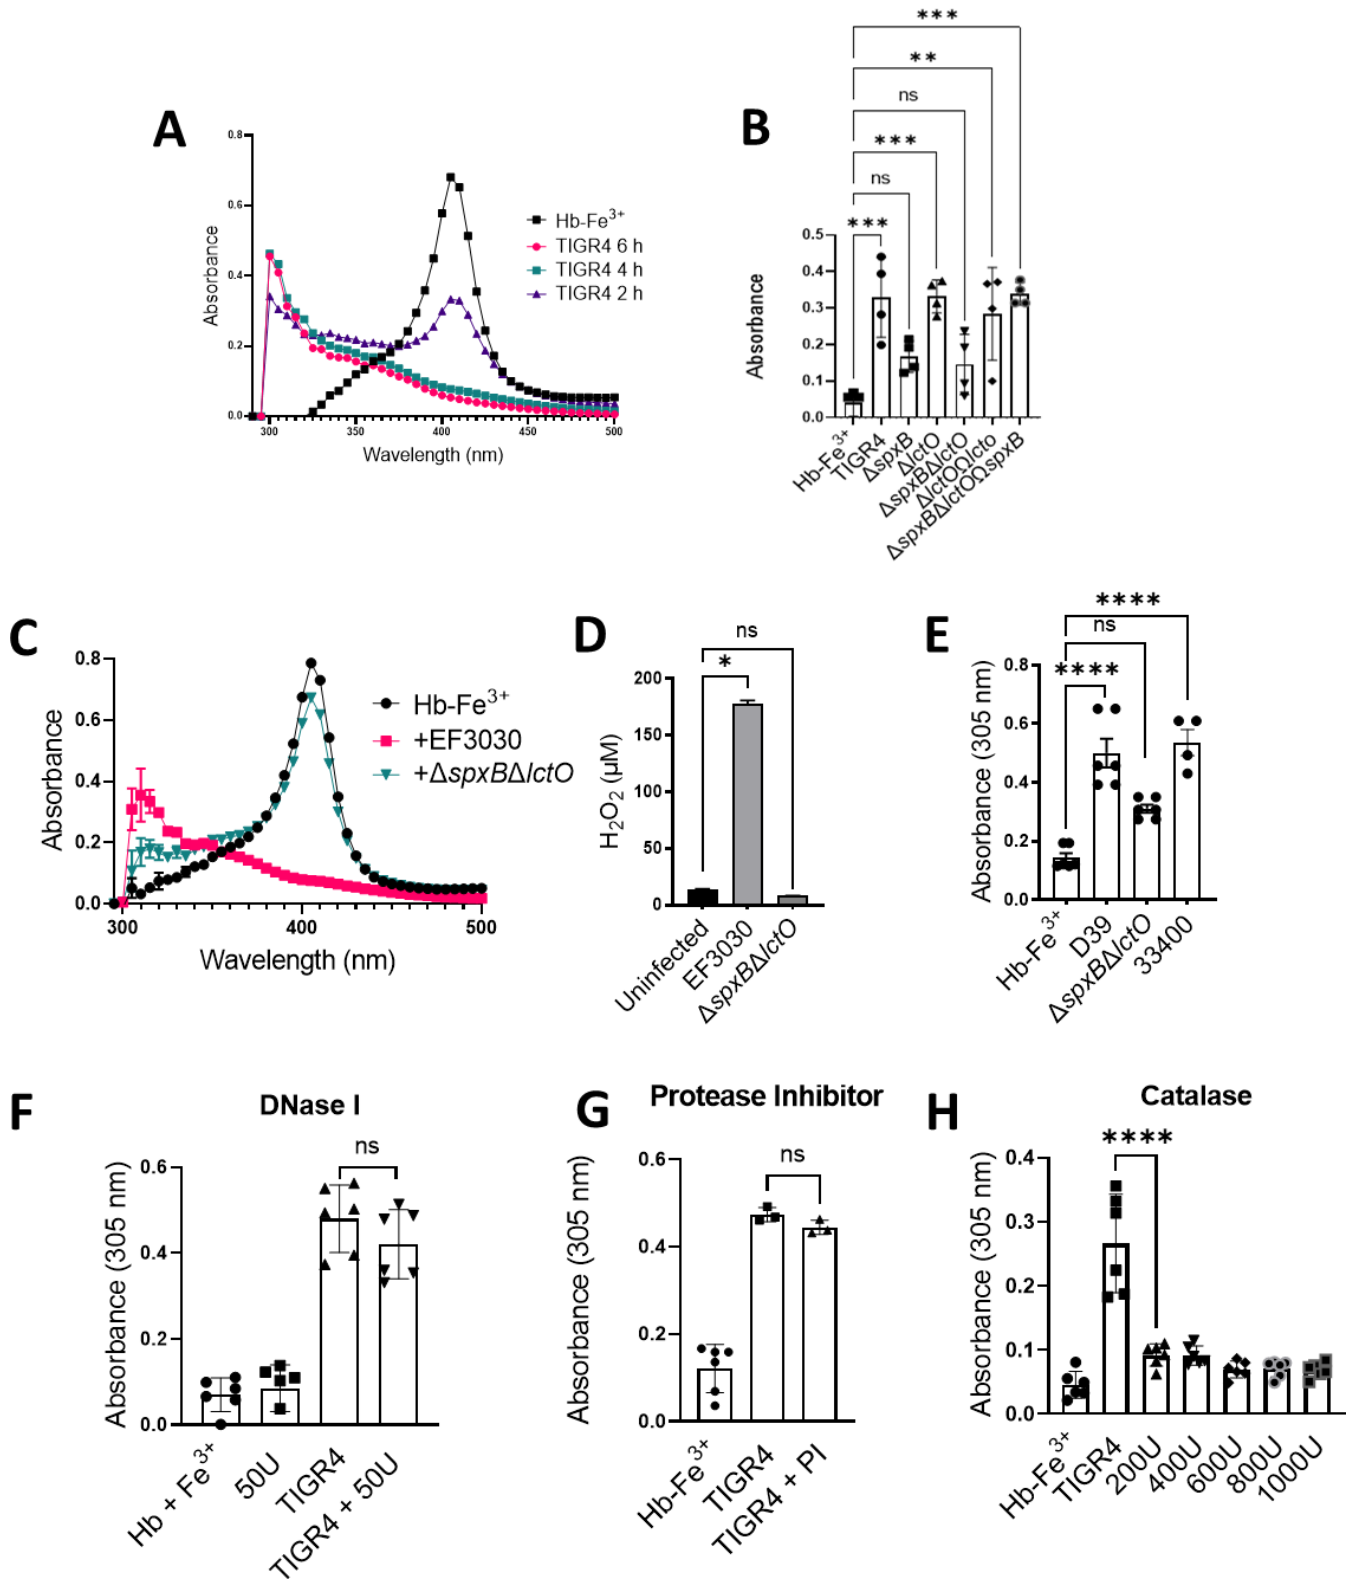 A
0.8
0.6
0.4
0.2
0.0
Absorbance
300
350
400
450
500
Wavelength (nm)
Hb-Fe³⁺
TIGR4 6 h
TIGR4 4 h
TIGR4 2 h
B
***
**
ns
***
ns
***
0.5
0.4
0.3
0.2
0.1
0.0
Absorbance
Hb-Fe³⁺
TIGR4
ΔspxB
ΔlctO
ΔspxBΔlctO
ΔlctOΩlcto
ΔspxBΔlctOΩspxB
C
0.8
0.6
0.4
0.2
0.0
Absorbance
300
400
500
Wavelength (nm)
Hb-Fe³⁺
+EF3030
+ΔspxBΔlctO
D
ns
*
200
150
100
50
0
H₂O₂ (µM)
Uninfected
EF3030
ΔspxBΔlctO
E
****
ns
****
0.8
0.6
0.4
0.2
0.0
Absorbance (305 nm)
Hb-Fe³⁺
D39
ΔspxBΔlctO
33400
F
DNase I
ns
0.6
0.4
0.2
0.0
Absorbance (305 nm)
Hb + Fe³⁺
50U
TIGR4
TIGR4 + 50U
G
Protease Inhibitor
ns
0.6
0.4
0.2
0.0
Absorbance (305 nm)
Hb-Fe³⁺
TIGR4
TIGR4 + PI
H
Catalase
****
0.4
0.3
0.2
0.1
0.0
Absorbance (305 nm)
Hb-Fe³⁺
TIGR4
200U
400U
600U
800U
1000U